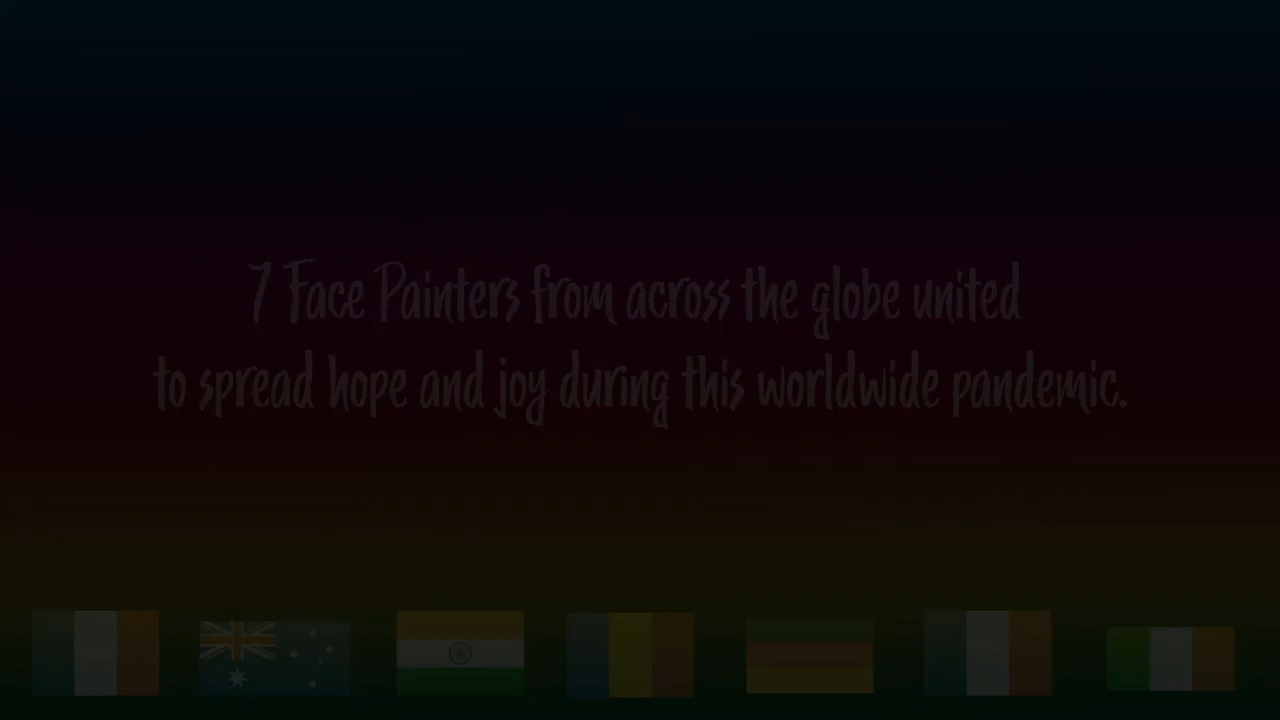 7 Face Painters from across the globe united
to spread hope and joy during this worldwide pandemic.